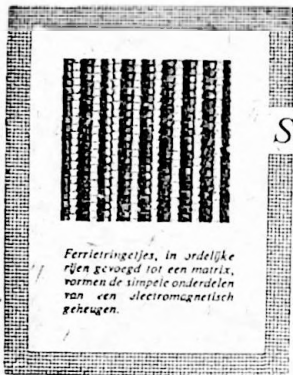 S
Ferrietringetjes, in ordelijke
rijen gevoegd tot een matrix,
vormen de simpele onderdelen
van een electromagnetisch
geheugen.